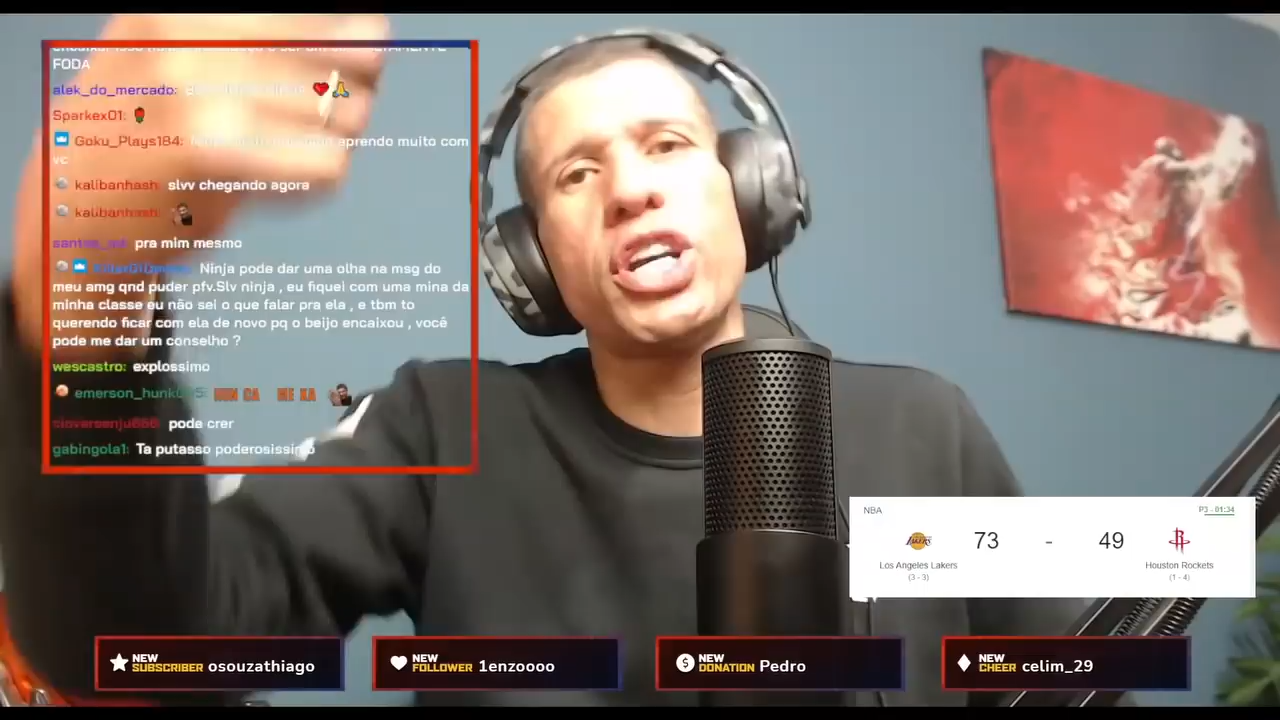 FODA
alek_do_mercado:
Sparkex01:
Goku_Plays184: aprendo muito com
vc
kalibanhash: slvv chegando agora
kalibanhash:
pra mim mesmo
Ninja poda dar uma olha na msg do
meu amg qnd puder pfv.Slv ninja , eu fiquei com uma mina da
minha classe eu não sei o que falar pra ela , e tbm to
querendo ficar com ela de novo pq o beijo encaixou , você
pode me dar um conselho ?
wescastro: explossimo
pode crer
gabingola1: Ta putasso poderosissimo
NBA P3 - 01:34
73 - 49
Los Angeles Lakers Houston Rockets
(3 - 3) (1 - 4)
NEW SUBSCRIBER osouzathiago
NEW FOLLOWER 1enzoooo
NEW DONATION Pedro
NEW CHEER celim_29